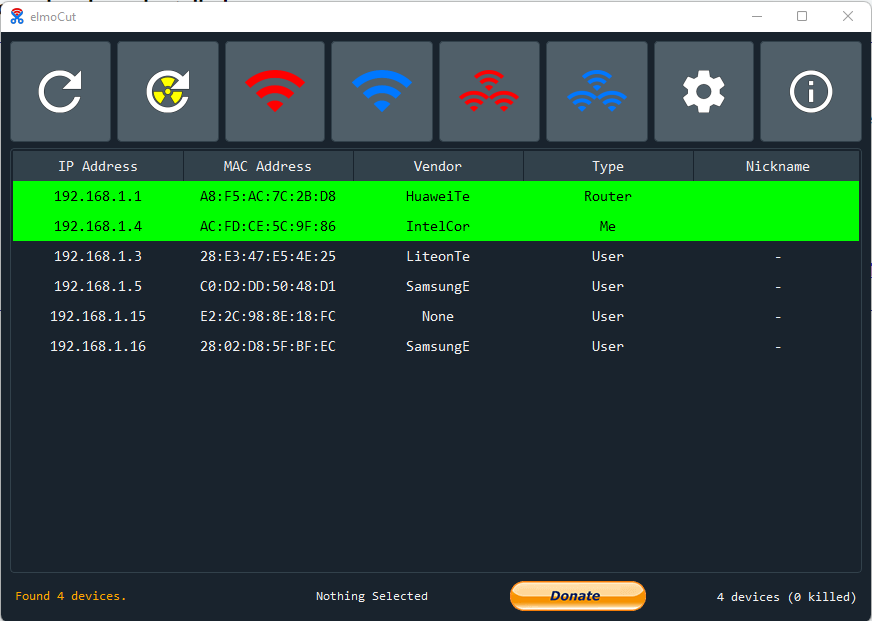 elmoCut
IP Address MAC Address Vendor Type Nickname
192.168.1.1 A8:F5:AC:7C:2B:D8 HuaweiTe Router
192.168.1.4 AC:FD:CE:5C:9F:86 IntelCor Me
192.168.1.3 28:E3:47:E5:4E:25 LiteonTe User -
192.168.1.5 C0:D2:DD:50:48:D1 SamsungE User -
192.168.1.15 E2:2C:98:8E:18:FC None User -
192.168.1.16 28:02:D8:5F:BF:EC SamsungE User -
Found 4 devices. Nothing Selected Donate 4 devices (0 killed)